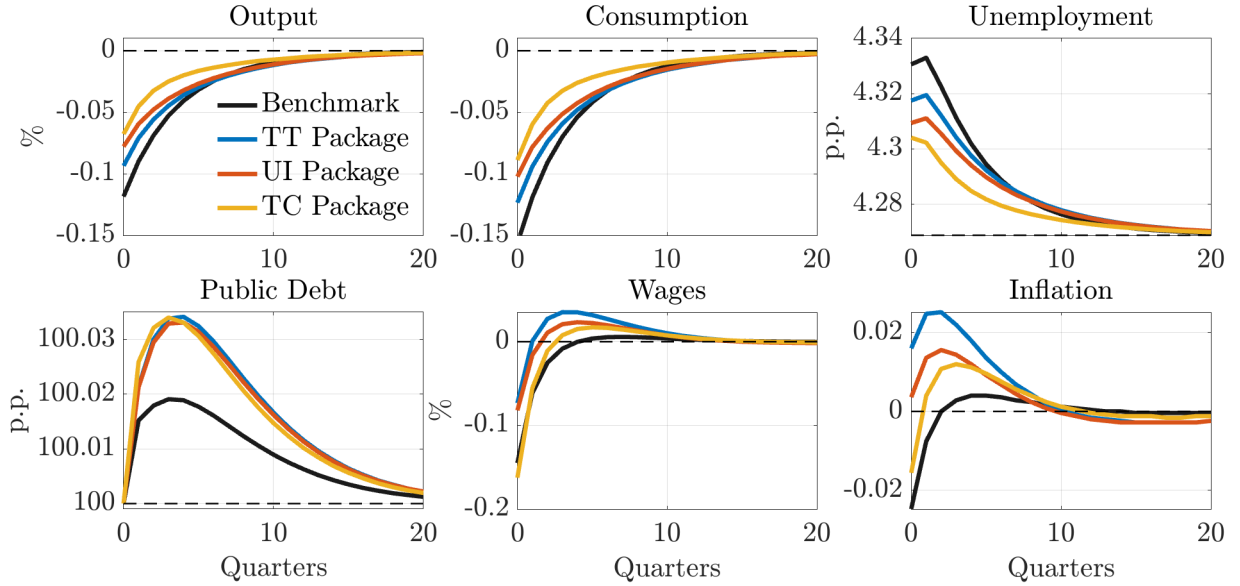 Output
%
0
-0.05
-0.1
-0.15
0
10
20
Benchmark
TT Package
UI Package
TC Package
Consumption
0
-0.05
-0.1
-0.15
0
10
20
Unemployment
p.p.
4.34
4.32
4.3
4.28
0
10
20
Public Debt
p.p.
100.03
100.02
100.01
100
0
10
20
Quarters
Wages
%
0
-0.1
-0.2
0
10
20
Quarters
Inflation
0.02
0
-0.02
0
10
20
Quarters